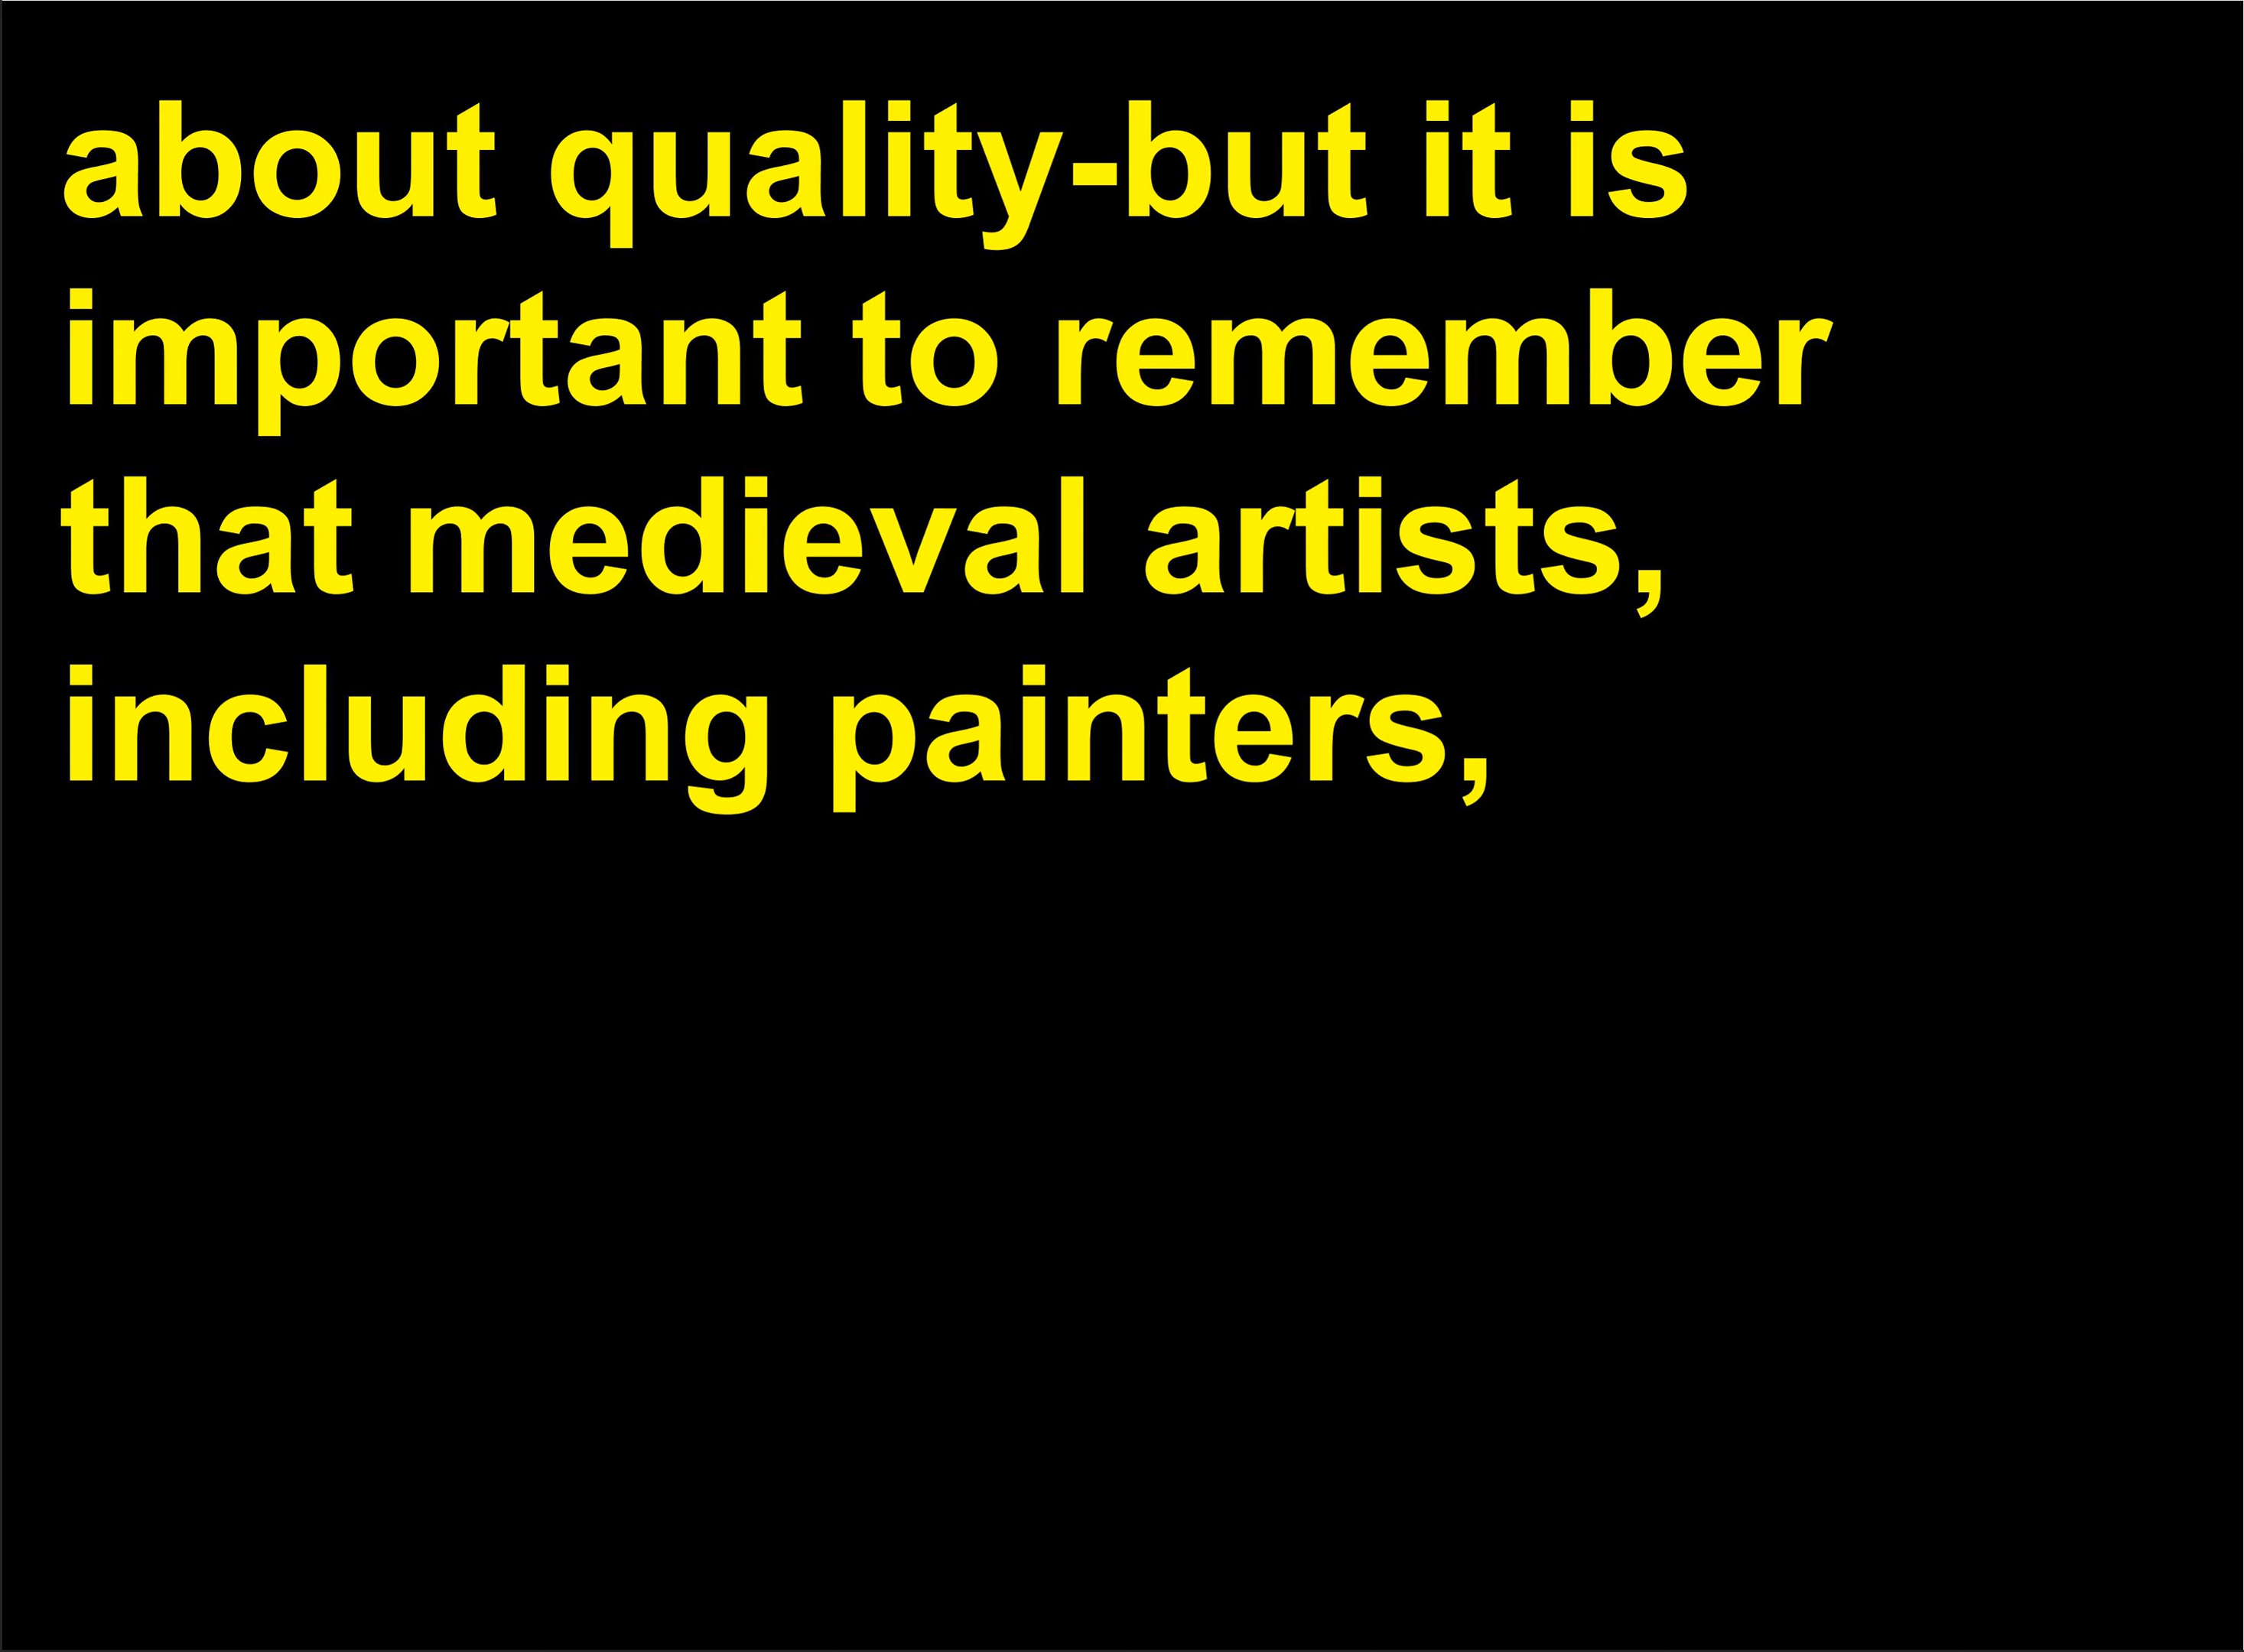 about quality-but it is
important to remember
that medieval artists,
including painters,